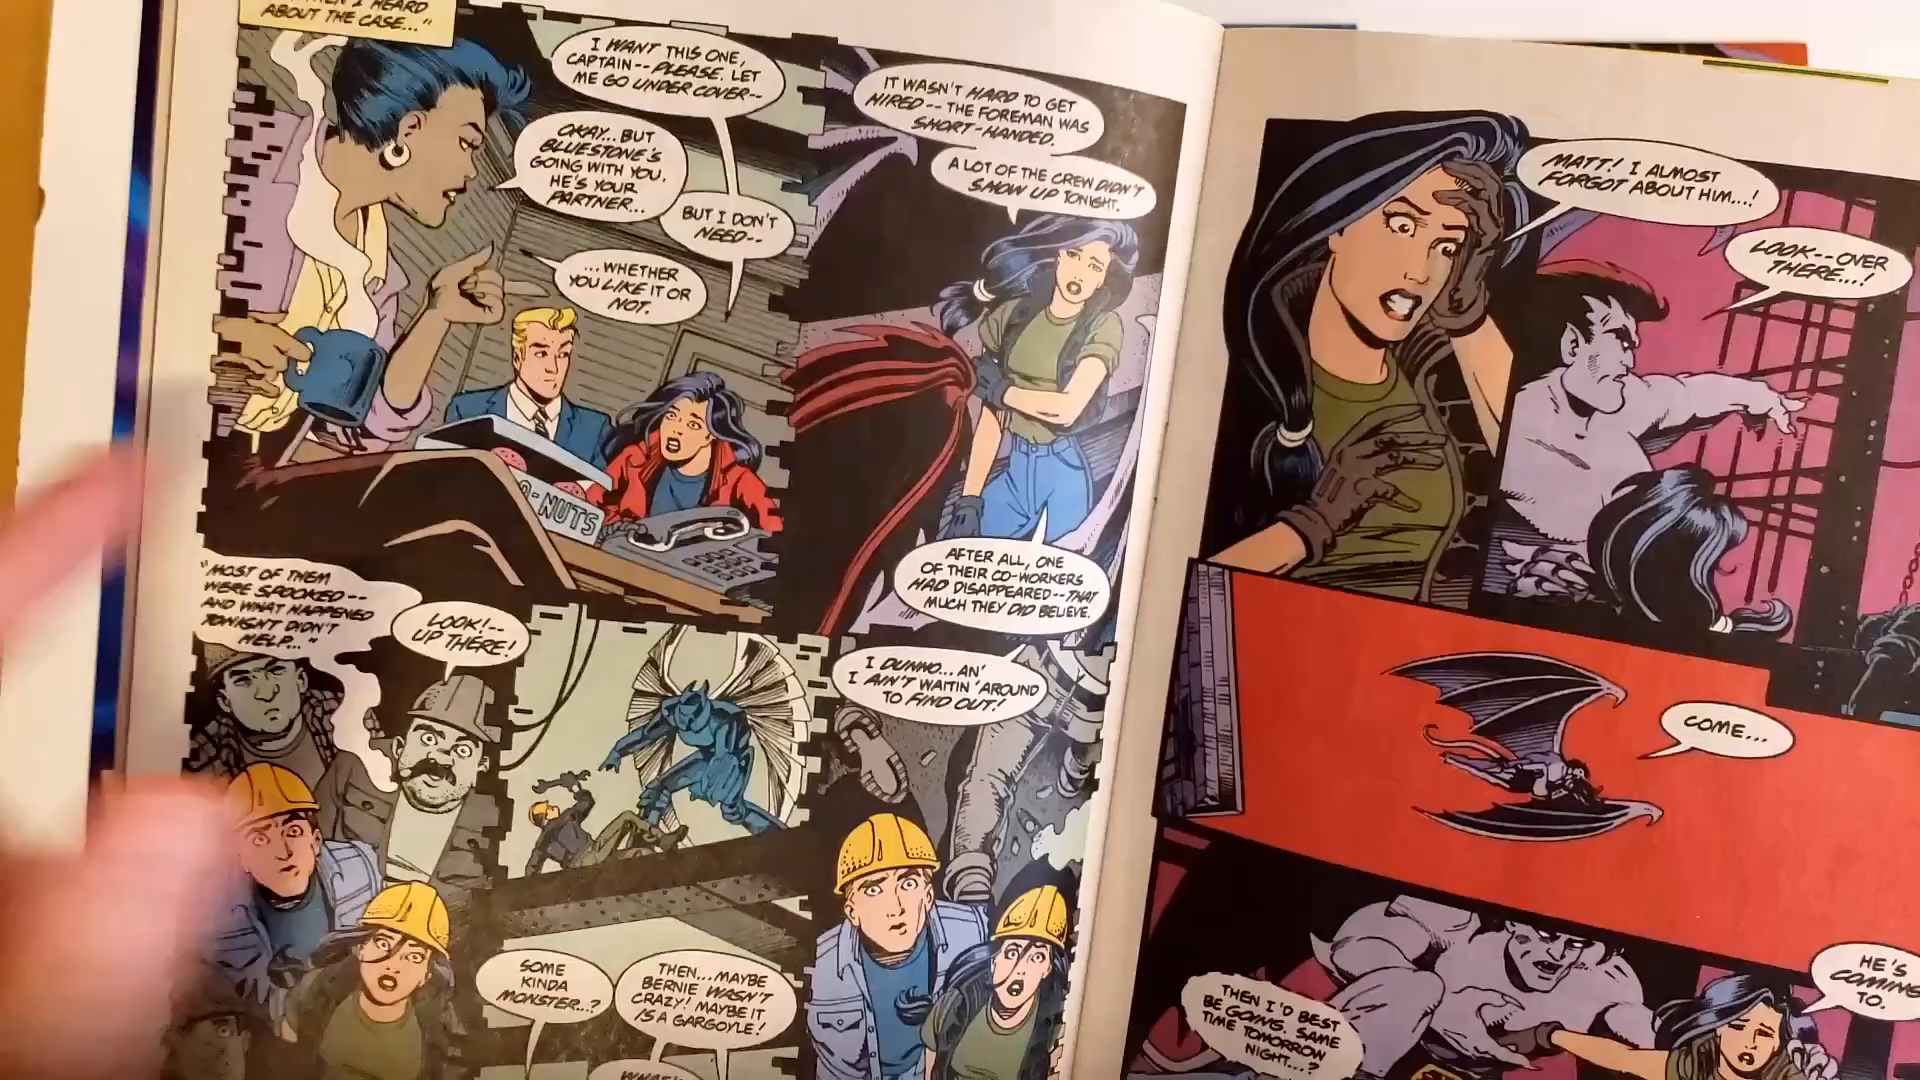 HEN I HEARD
ABOUT THE CASE..."
I WANT THIS ONE,
CAPTAIN--PLEASE. LET
ME GO UNDER COVER--
OKAY... BUT
BLUESTONE'S
GOING WITH YOU.
HE'S YOUR
PARTNER...
BUT I DON'T
NEED--
...WHETHER
YOU LIKE IT OR
NOT.
O-NUTS
IT WASN'T HARD TO GET
HIRED-- THE FOREMAN WAS
SHORT-HANDED.
A LOT OF THE CREW DIDN'T
SHOW UP TONIGHT.
AFTER ALL, ONE
OF THEIR CO-WORKERS
HAD DISAPPEARED--THAT
MUCH THEY DID BELIEVE.
"MOST OF THEM
WERE SPOOKED--
AND WHAT HAPPENED
TONIGHT DIDN'T
HELP..."
LOOK!--
UP THERE!
I DUNNO... AN'
I AIN'T WAITIN' AROUND
TO FIND OUT!
SOME
KINDA
MONSTER..?
THEN...MAYBE
BERNIE WASN'T
CRAZY! MAYBE IT
IS A GARGOYLE!
MATT! I ALMOST
FORGOT ABOUT HIM...!
LOOK--OVER
THERE...!
COME...
THEN I'D BEST
BE GOING. SAME
TIME TOMORROW
NIGHT...?
HE'S
COMING
TO.